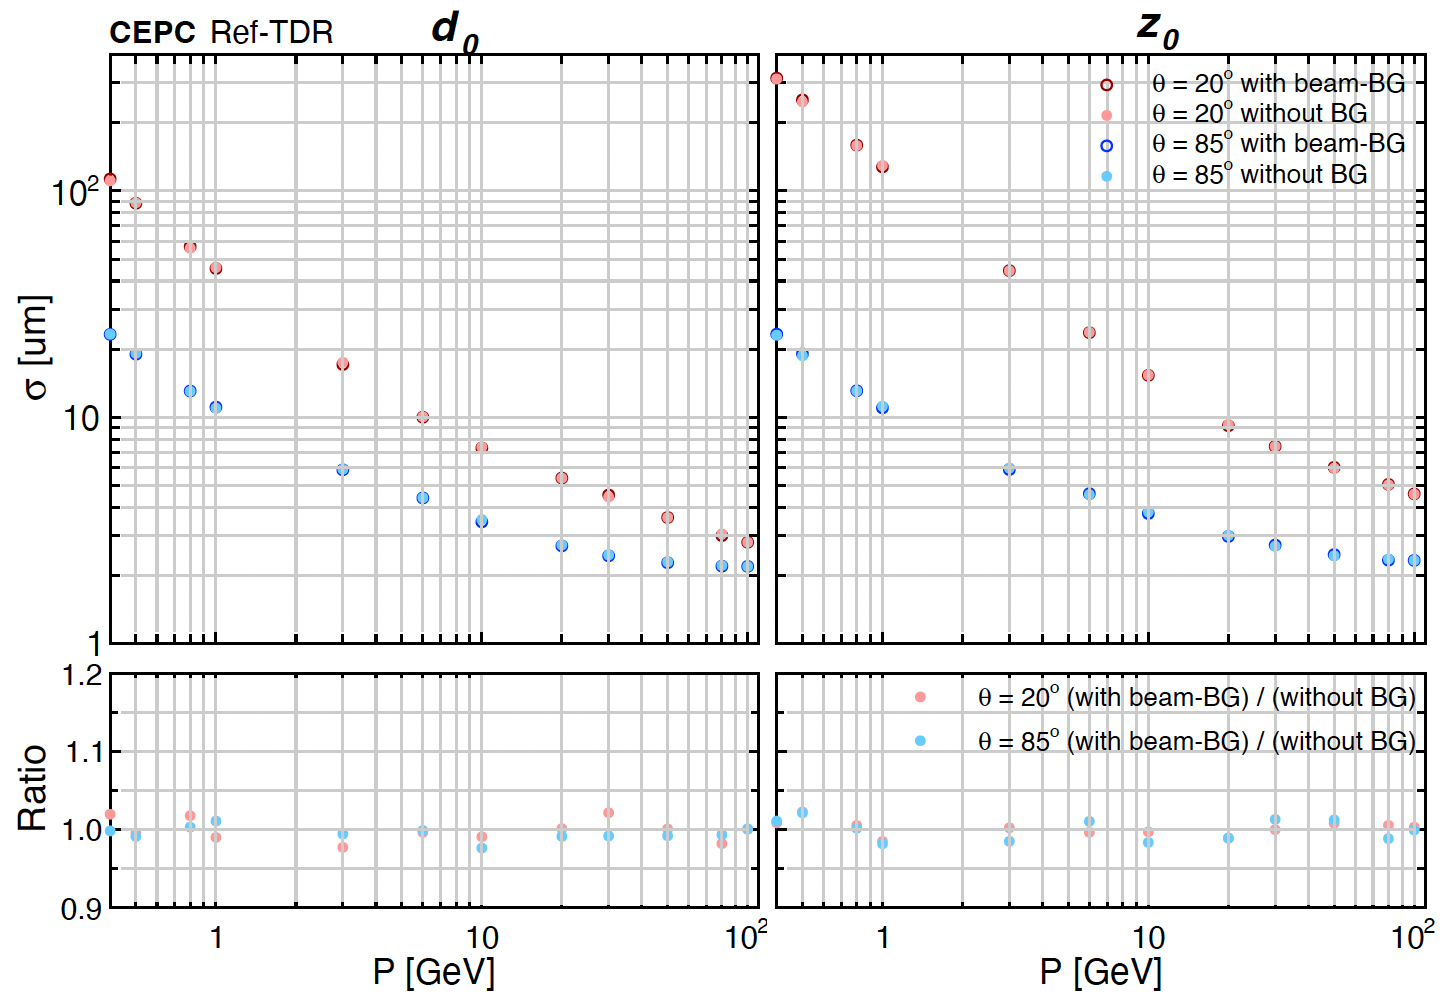 CEPC Ref-TDR
d0
z0
θ = 20° with beam-BG
θ = 20° without BG
θ = 85° with beam-BG
θ = 85° without BG
σ [um]
10²
10
1
θ = 20° (with beam-BG) / (without BG)
θ = 85° (with beam-BG) / (without BG)
Ratio
1.2
1.1
1.0
0.9
1 10 10² 1 10 10²
P [GeV] P [GeV]